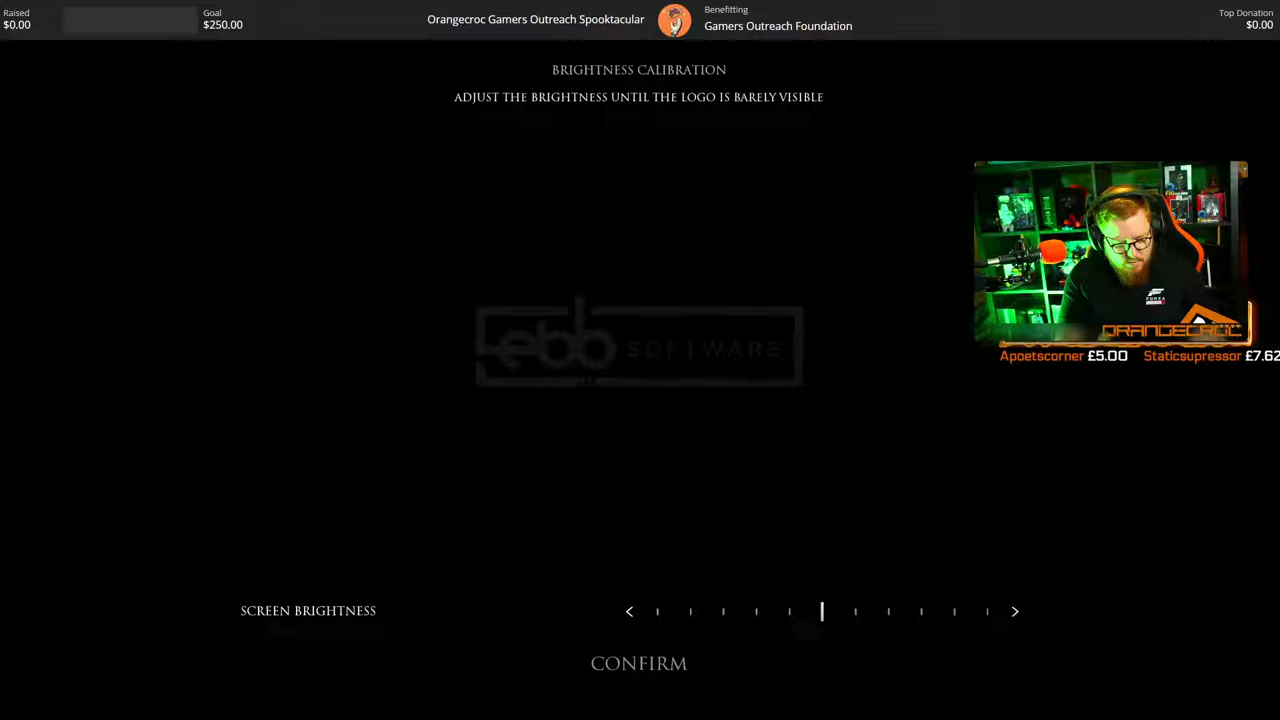 Raised
$0.00
Goal
$250.00
Orangecroc Gamers Outreach Spooktacular
Benefitting
Gamers Outreach Foundation
Top Donation
$0.00
BRIGHTNESS CALIBRATION
ADJUST THE BRIGHTNESS UNTIL THE LOGO IS BARELY VISIBLE
FORZA
ORANGECROC
Apoetscorner £5.00 Staticsupressor £7.62
ebb SOFTWARE
SCREEN BRIGHTNESS
CONFIRM